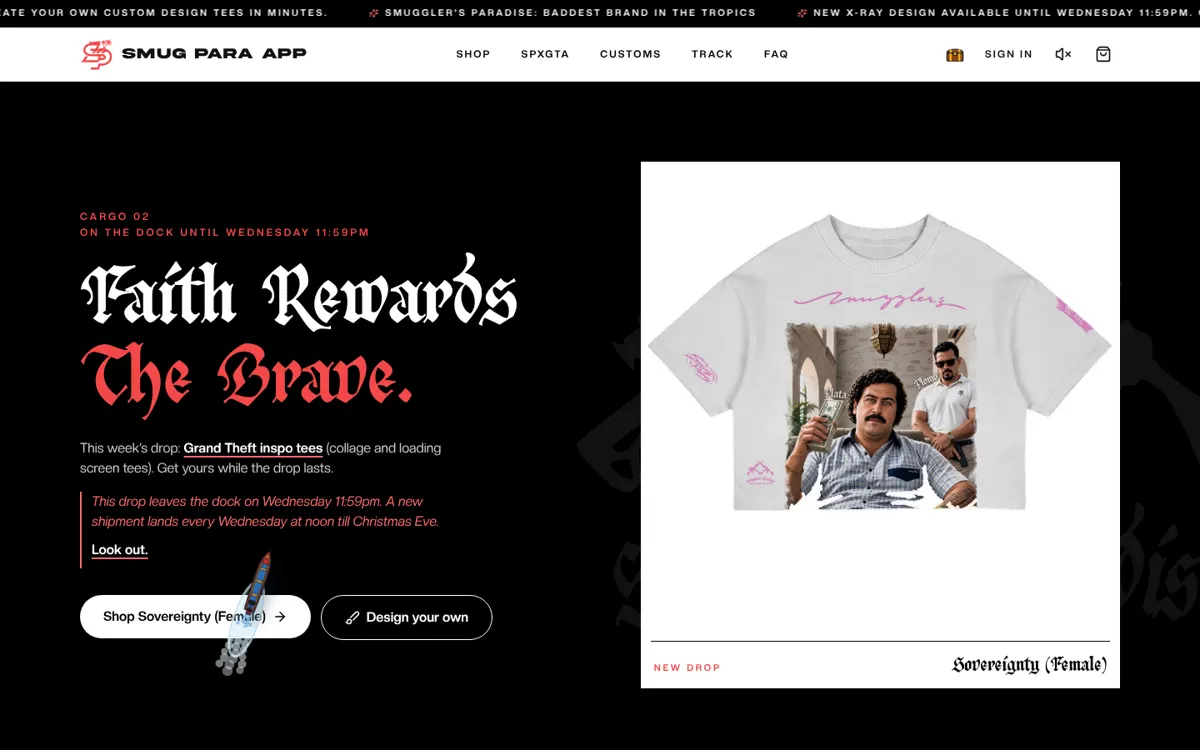 ATE YOUR OWN CUSTOM DESIGN TEES IN MINUTES. SMUGGLER'S PARADISE: BADDEST BRAND IN THE TROPICS NEW X-RAY DESIGN AVAILABLE UNTIL WEDNESDAY 11:59PM.
SMUG PARA APP
SHOP SPXGTA CUSTOMS TRACK FAQ
SIGN IN
CARGO 02
ON THE DOCK UNTIL WEDNESDAY 11:59PM
Faith Rewards
The Brave.
This week's drop: Grand Theft inspo tees (collage and loading
screen tees). Get yours while the drop lasts.
This drop leaves the dock on Wednesday 11:59pm. A new
shipment lands every Wednesday at noon till Christmas Eve.
Look out.
Shop Sovereignty (Female)
Design your own
Smugglers
Plata
Plomo
NEW DROP
Sovereignty (Female)